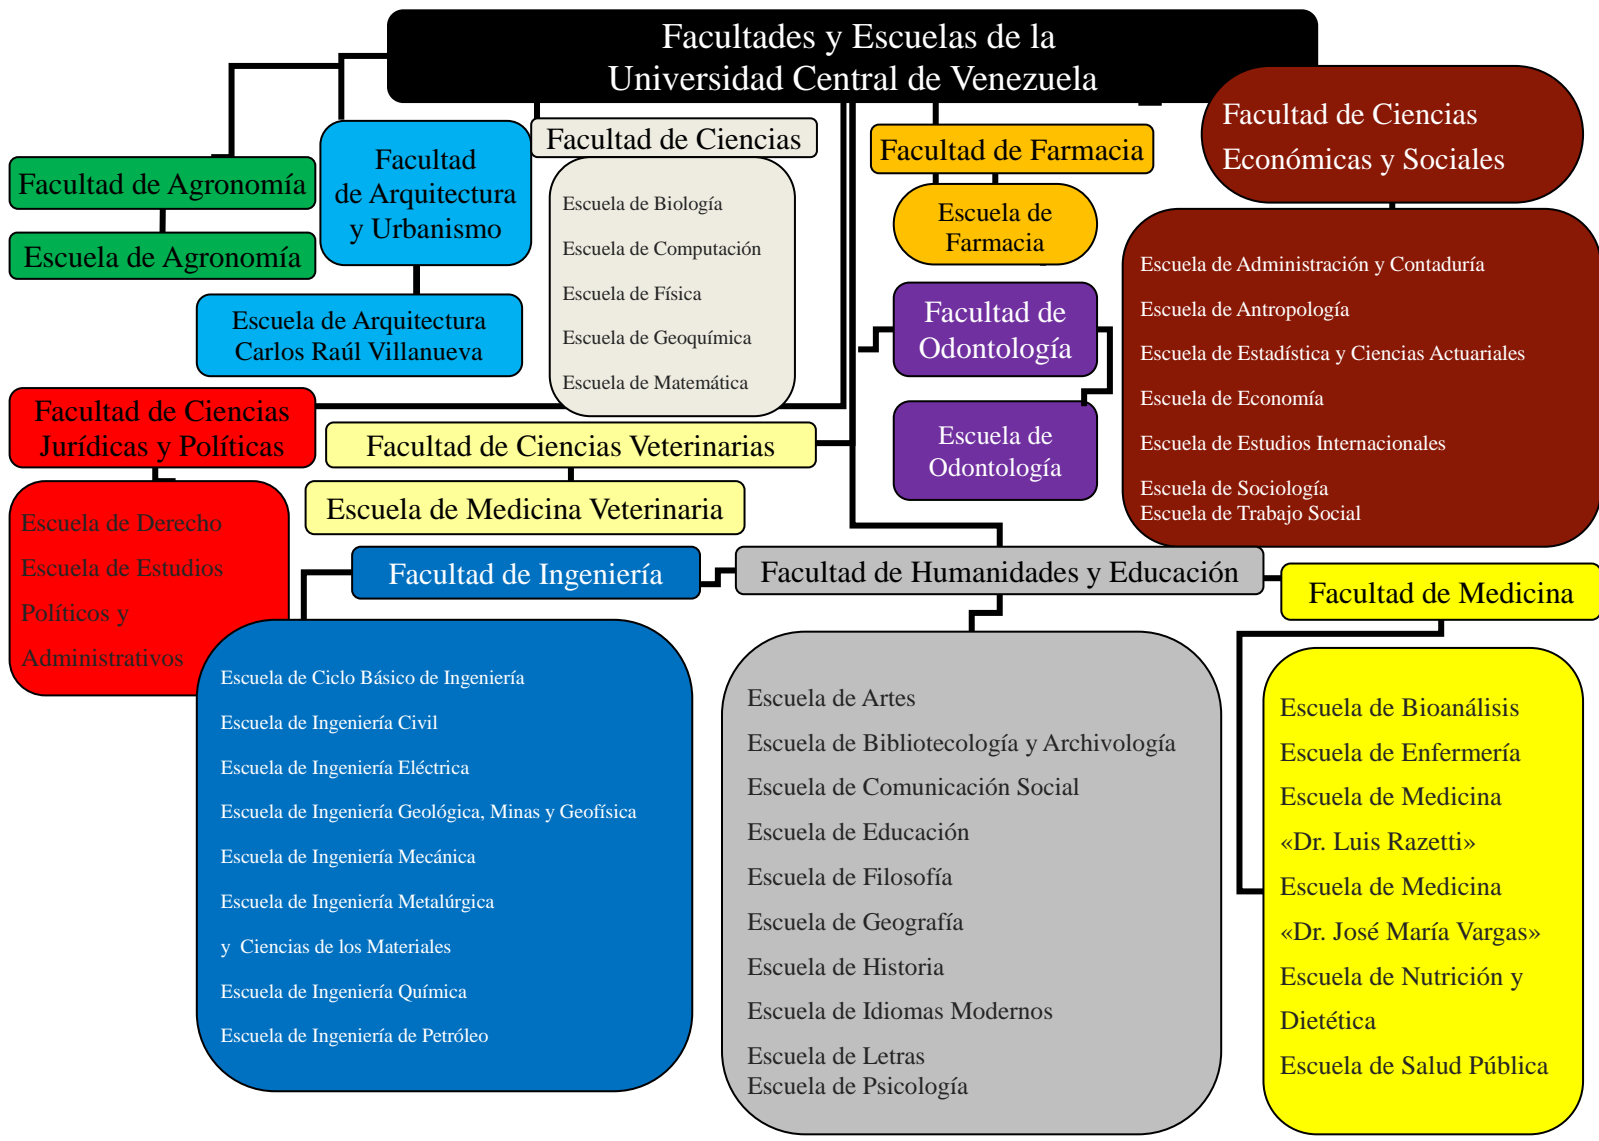 Facultades y Escuelas de la
Universidad Central de Venezuela
Facultad de Agronomía
Escuela de Agronomía
Facultad
de Arquitectura
y Urbanismo
Escuela de Arquitectura
Carlos Raúl Villanueva
Facultad de Ciencias
Escuela de Biología
Escuela de Computación
Escuela de Física
Escuela de Geoquímica
Escuela de Matemática
Facultad de Farmacia
Escuela de
Farmacia
Facultad de Ciencias
Económicas y Sociales
Escuela de Administración y Contaduría
Escuela de Antropología
Escuela de Estadística y Ciencias Actuariales
Escuela de Economía
Escuela de Estudios Internacionales
Escuela de Sociología
Escuela de Trabajo Social
Facultad de
Odontología
Escuela de
Odontología
Facultad de Ciencias
Jurídicas y Políticas
Escuela de Derecho
Escuela de Estudios
Políticos y
Administrativos
Facultad de Ciencias Veterinarias
Escuela de Medicina Veterinaria
Facultad de Ingeniería
Escuela de Ciclo Básico de Ingeniería
Escuela de Ingeniería Civil
Escuela de Ingeniería Eléctrica
Escuela de Ingeniería Geológica, Minas y Geofísica
Escuela de Ingeniería Mecánica
Escuela de Ingeniería Metalúrgica
y Ciencias de los Materiales
Escuela de Ingeniería Química
Escuela de Ingeniería de Petróleo
Facultad de Humanidades y Educación
Escuela de Artes
Escuela de Bibliotecología y Archivología
Escuela de Comunicación Social
Escuela de Educación
Escuela de Filosofía
Escuela de Geografía
Escuela de Historia
Escuela de Idiomas Modernos
Escuela de Letras
Escuela de Psicología
Facultad de Medicina
Escuela de Bioanálisis
Escuela de Enfermería
Escuela de Medicina
«Dr. Luis Razetti»
Escuela de Medicina
«Dr. José María Vargas»
Escuela de Nutrición y
Dietética
Escuela de Salud Pública